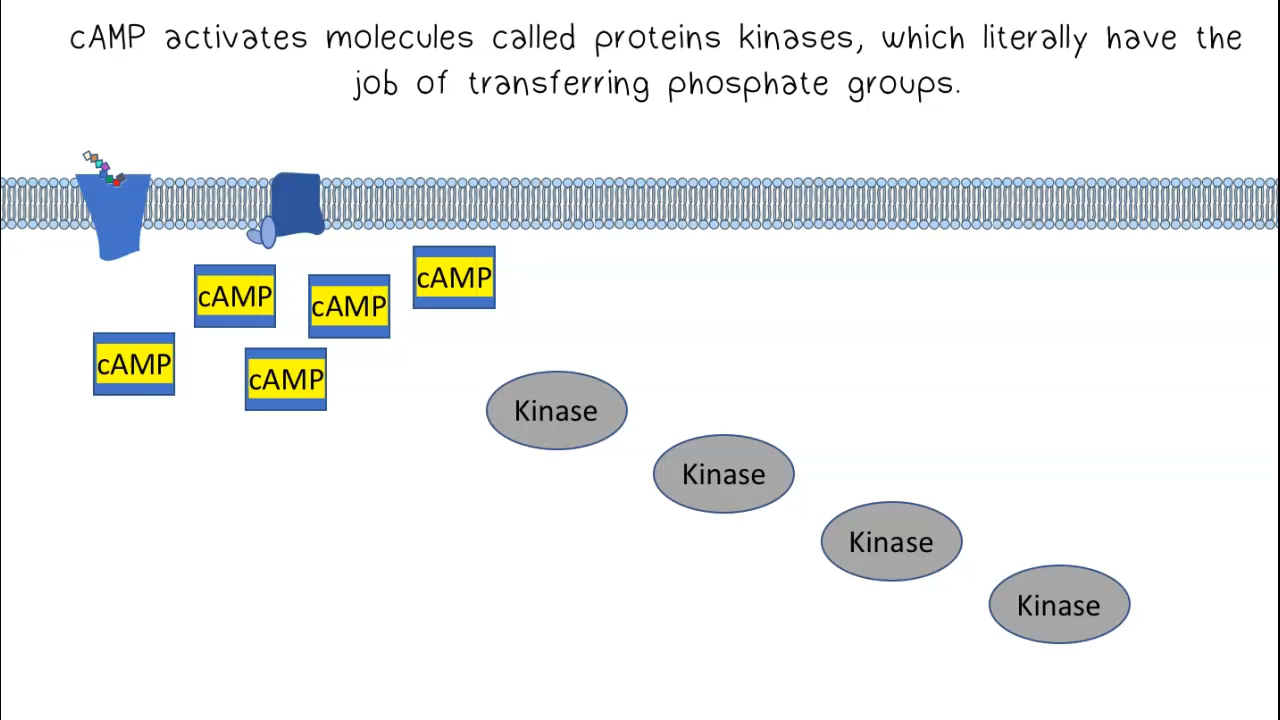 cAMP activates molecules called proteins kinases, which literally have the
job of transferring phosphate groups.
cAMP
cAMP
cAMP
cAMP
cAMP
Kinase
Kinase
Kinase
Kinase